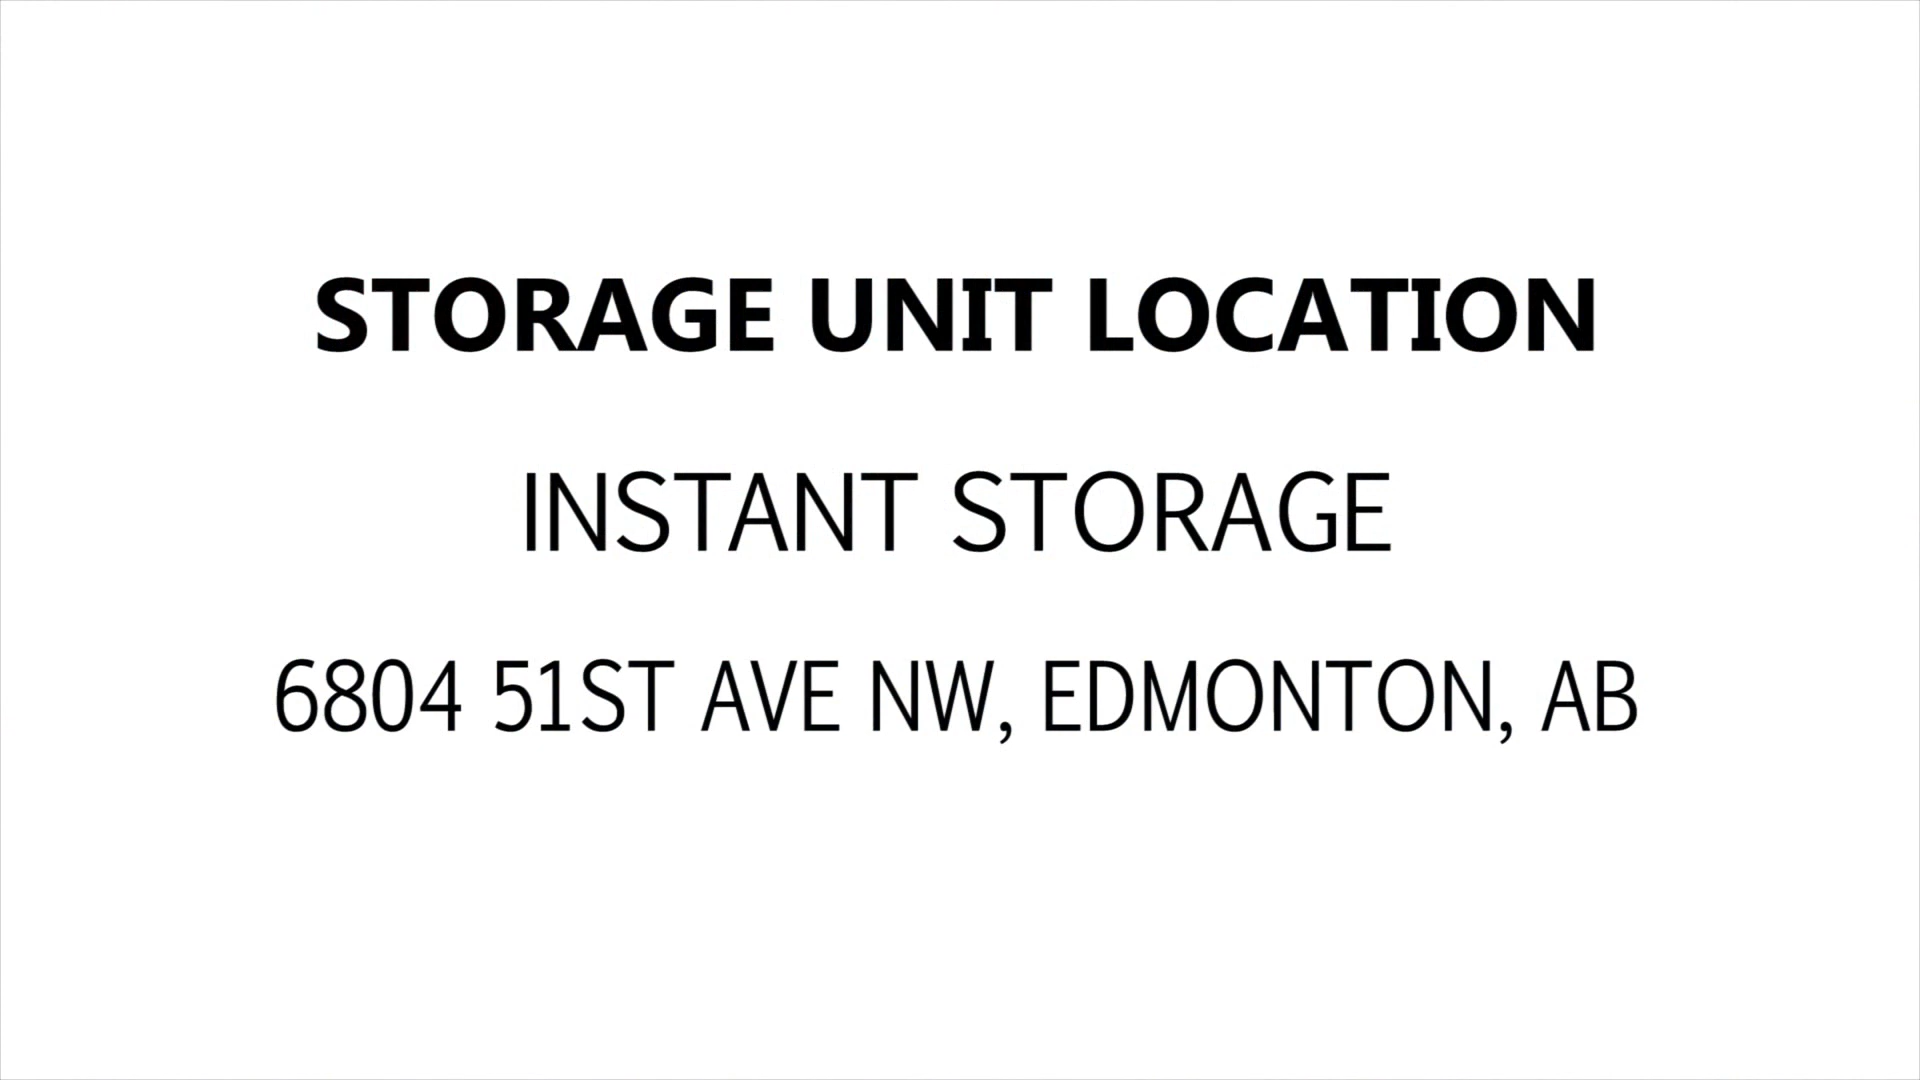 STORAGE UNIT LOCATION
INSTANT STORAGE
6804 51ST AVE NW, EDMONTON, AB